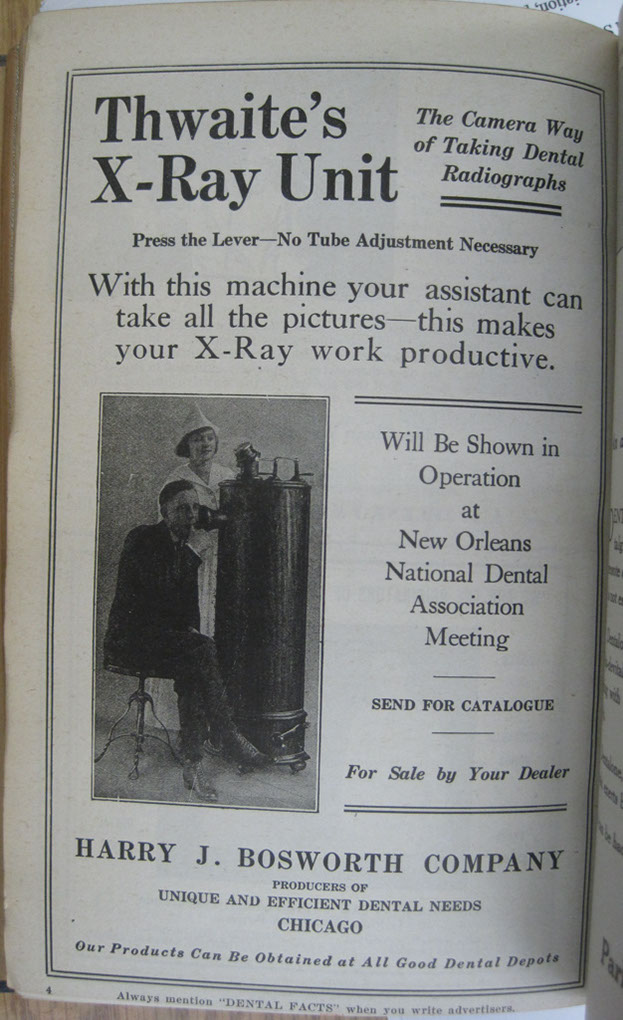 Thwaite's
X-Ray Unit
The Camera Way
of Taking Dental
Radiographs
Press the Lever—No Tube Adjustment Necessary
With this machine your assistant can
take all the pictures—this makes
your X-Ray work productive.
Will Be Shown in
Operation
at
New Orleans
National Dental
Association
Meeting
SEND FOR CATALOGUE
For Sale by Your Dealer
HARRY J. BOSWORTH COMPANY
PRODUCERS OF
UNIQUE AND EFFICIENT DENTAL NEEDS
CHICAGO
Our Products Can Be Obtained at All Good Dental Depots
4
Always mention "DENTAL FACTS" when you write advertisers.